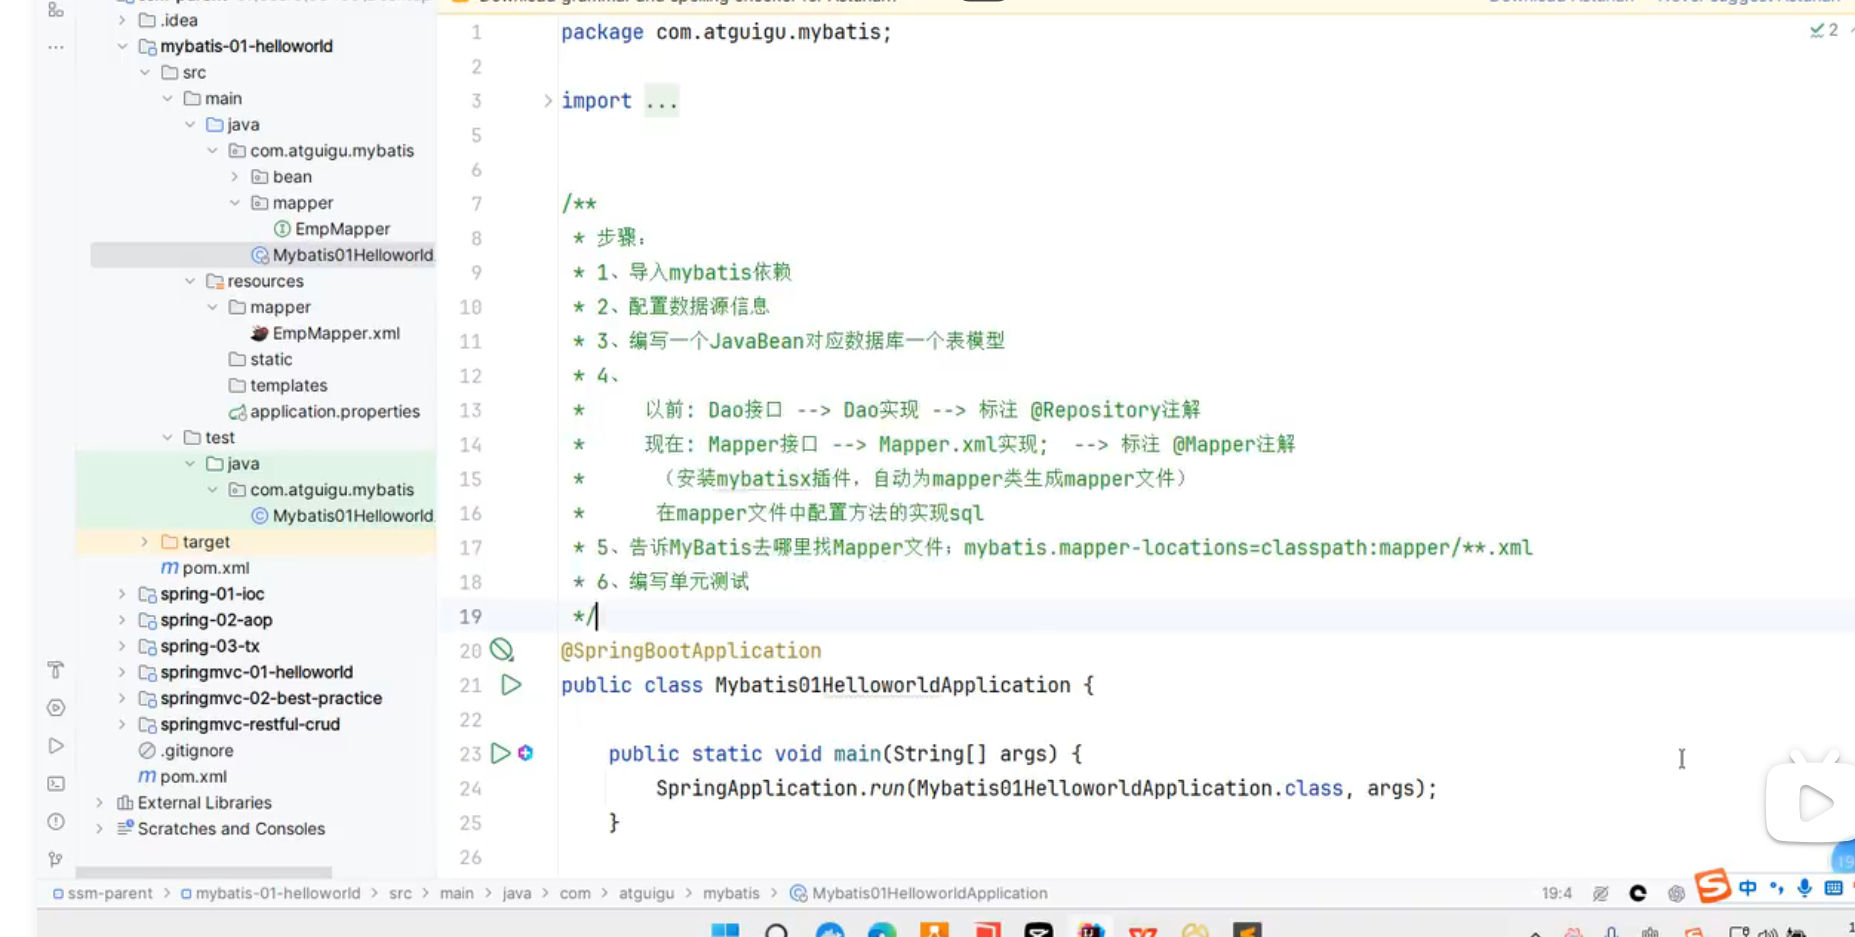 .idea
mybatis-01-helloworld
src
main
java
com.atguigu.mybatis
bean
mapper
EmpMapper
Mybatis01Helloworld
resources
mapper
EmpMapper.xml
static
templates
application.properties
test
java
com.atguigu.mybatis
Mybatis01Helloworld
target
pom.xml
spring-01-ioc
spring-02-aop
spring-03-tx
springmvc-01-helloworld
springmvc-02-best-practice
springmvc-restful-crud
.gitignore
pom.xml
External Libraries
Scratches and Consoles
2
1 package com.atguigu.mybatis;
2
3 import ...
5
6
7 /**
8 * 步骤:
9 * 1、导入mybatis依赖
10 * 2、配置数据源信息
11 * 3、编写一个JavaBean对应数据库一个表模型
12 * 4、
13 * 以前: Dao接口 --> Dao实现 --> 标注 @Repository注解
14 * 现在: Mapper接口 --> Mapper.xml实现; --> 标注 @Mapper注解
15 * （安装mybatisx插件, 自动为mapper类生成mapper文件）
16 * 在mapper文件中配置方法的实现sql
17 * 5、告诉MyBatis去哪里找Mapper文件; mybatis.mapper-locations=classpath:mapper/**.xml
18 * 6、编写单元测试
19 */
20 @SpringBootApplication
21 public class Mybatis01HelloworldApplication {
22
23 public static void main(String[] args) {
24 SpringApplication.run(Mybatis01HelloworldApplication.class, args);
25 }
26
ssm-parent > mybatis-01-helloworld > src > main > java > com > atguigu > mybatis > Mybatis01HelloworldApplication
19:4
中